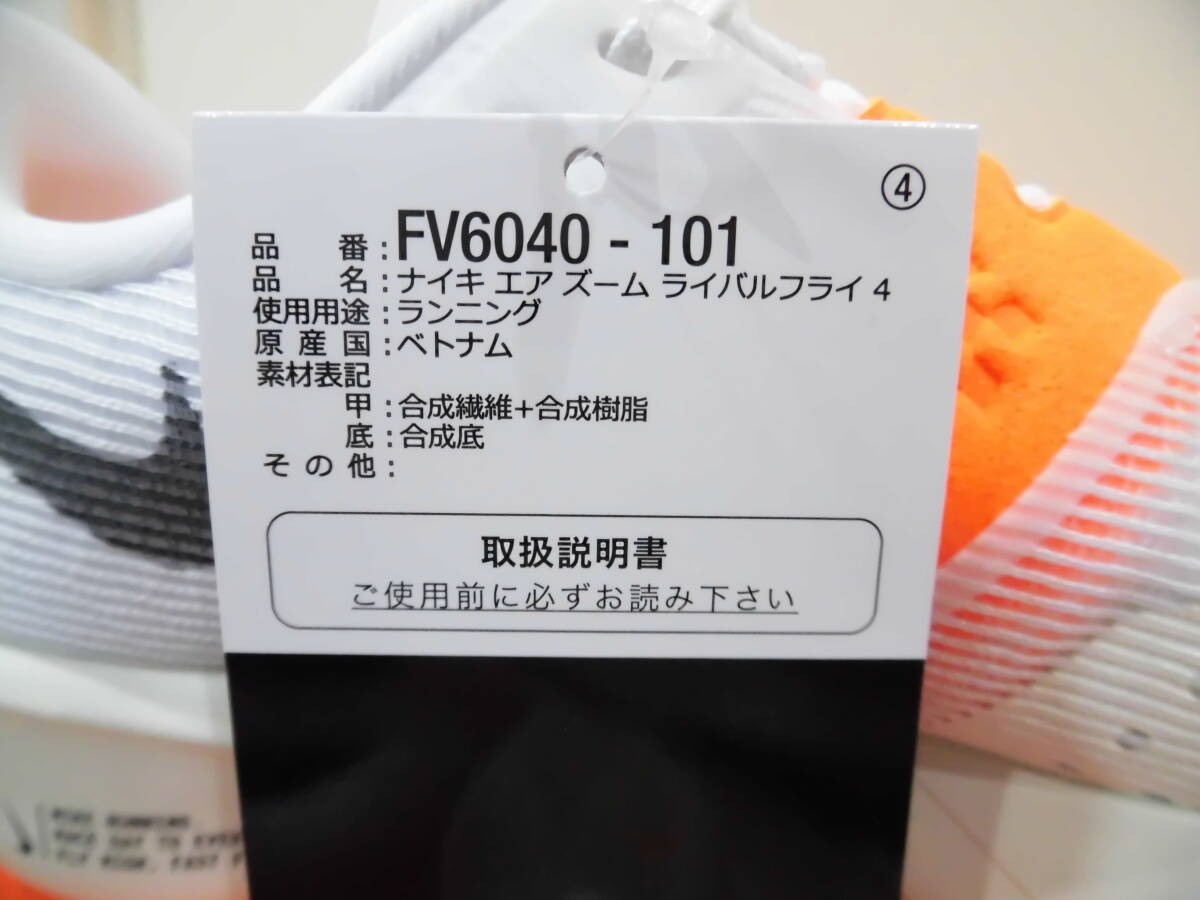 ④
品番:FV6040 - 101
品名:ナイキ エア ズーム ライバルフライ 4
使用用途:ランニング
原産国:ベトナム
素材表記
甲:合成繊維+合成樹脂
底:合成底
その他:
取扱説明書
ご使用前に必ずお読み下さい
RUNNING
DAY TO
FAST